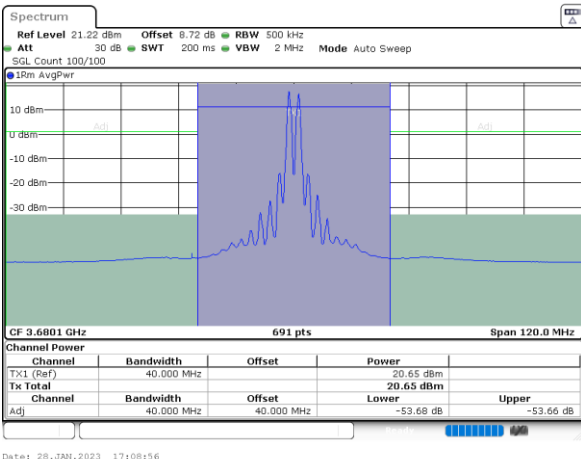 Spectrum
Ref Level 21.22 dBm Offset 8.72 dB RBW 500 kHz
Att 30 dB SWT 200 ms VBW 2 MHz Mode Auto Sweep
SGL Count 100/100
1Rm AvgPwr
10 dBm
Adj Adj
0 dBm
-10 dBm
-20 dBm
-30 dBm
CF 3.6801 GHz 691 pts Span 120.0 MHz
Channel Power
Channel Bandwidth Offset Power
TX1 (Ref) 40.000 MHz 20.65 dBm
Tx Total 20.65 dBm
Channel Bandwidth Offset Lower Upper
Adj 40.000 MHz 40.000 MHz -53.68 dB -53.66 dB
Ready
Date: 28.JAN.2023 17:08:56